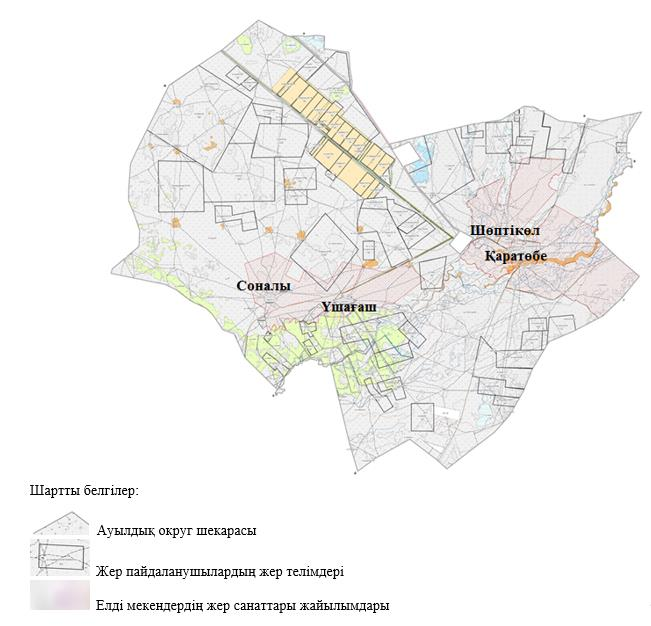 Шөптікөл
Қаратөбе
Соналы
Үшағаш
Шартты белгілер:
Ауылдық округ шекарасы
Жер пайдаланушылардың жер телімдері
Елді мекендердің жер санаттары жайылымдары